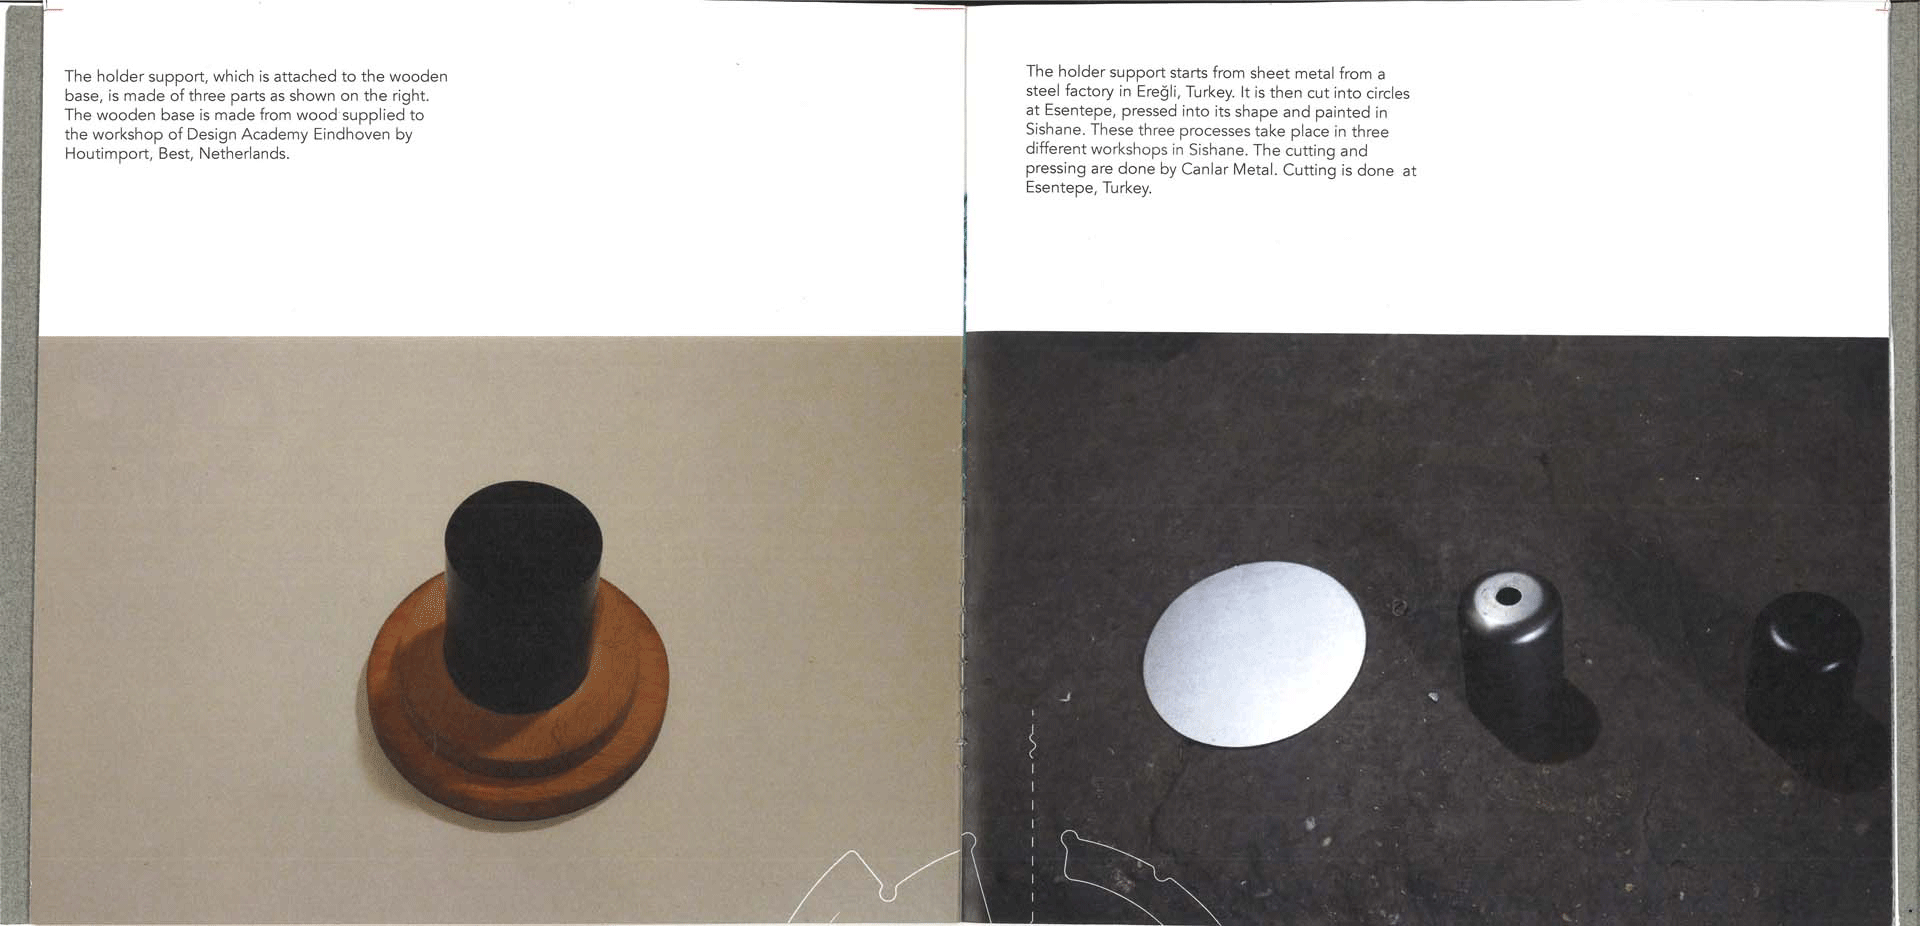 The holder support, which is attached to the wooden
base, is made of three parts as shown on the right.
The wooden base is made from wood supplied to
the workshop of Design Academy Eindhoven by
Houtimport, Best, Netherlands.
The holder support starts from sheet metal from a
steel factory in Ereğli, Turkey. It is then cut into circles
at Esentepe, pressed into its shape and painted in
Sishane. These three processes take place in three
different workshops in Sishane. The cutting and
pressing are done by Canlar Metal. Cutting is done  at
Esentepe, Turkey.